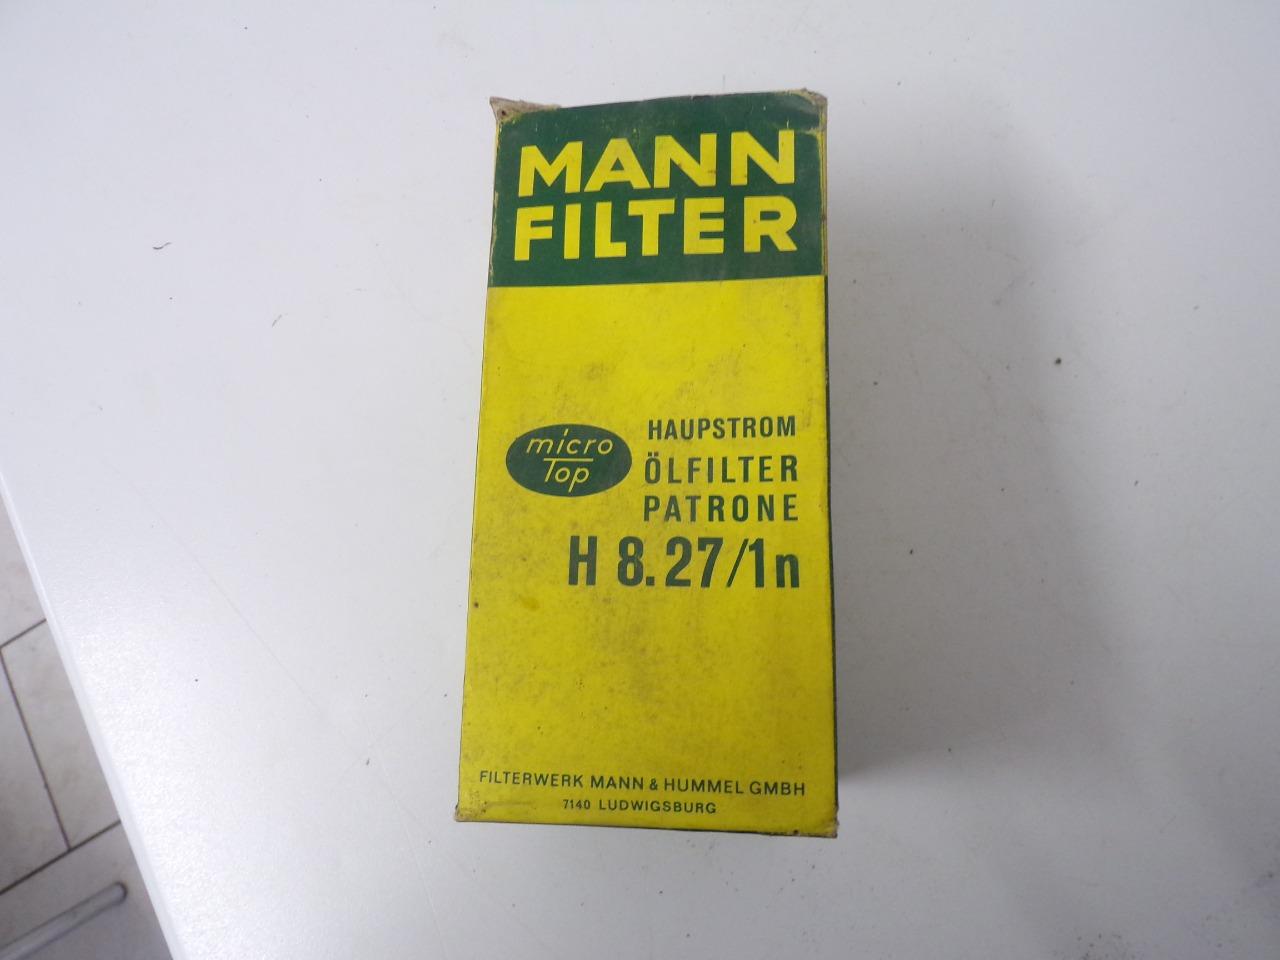 MANN
FILTER
micro
Top
HAUPSTROM
ÖLFILTER
PATRONE
H 8.27/1n
FILTERWERK MANN & HUMMEL GMBH
7140 LUDWIGSBURG